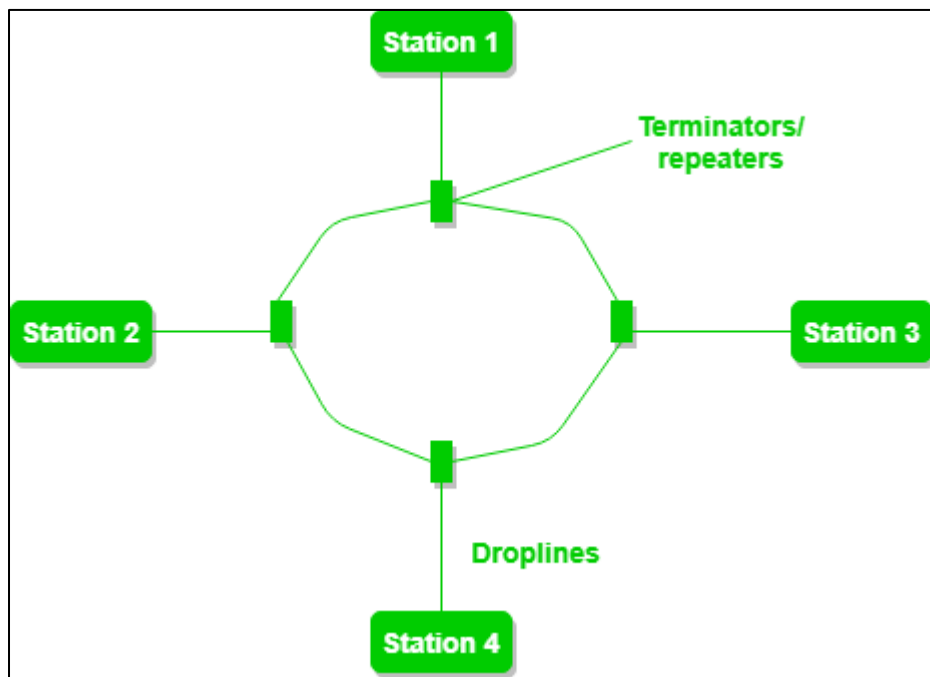 Station 1
Terminators/
repeaters
Station 2
Station 3
Droplines
Station 4